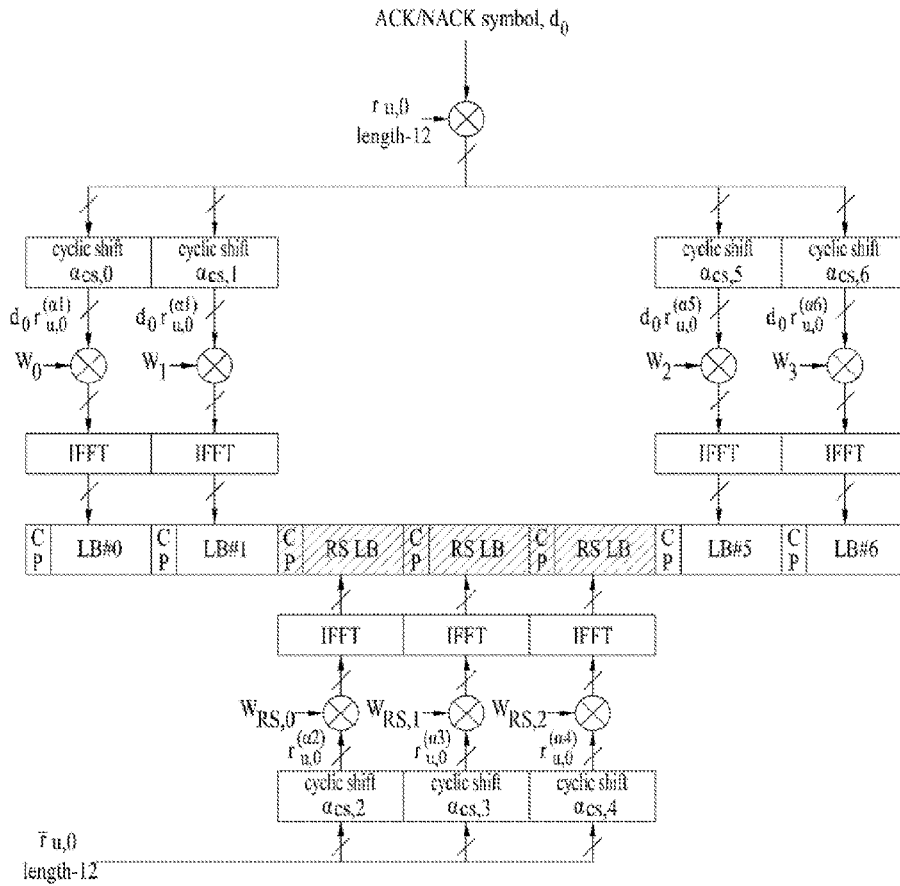 ACK/NACK symbol, d0
r u,0
length-12
cyclic shift αcs,0
cyclic shift αcs,1
cyclic shift αcs,5
cyclic shift αcs,6
d0 r u,0 (α1)
d0 r u,0 (α1)
d0 r u,0 (α5)
d0 r u,0 (α6)
W0
W1
W2
W3
IFFT
IFFT
IFFT
IFFT
CP LB#0 CP LB#1 CP RS LB CP RS LB CP RS LB CP LB#5 CP LB#6
IFFT
IFFT
IFFT
WRS,0
WRS,1
WRS,2
r u,0 (α2)
r u,0 (α3)
r u,0 (α4)
cyclic shift αcs,2
cyclic shift αcs,3
cyclic shift αcs,4
r̄ u,0
length-12